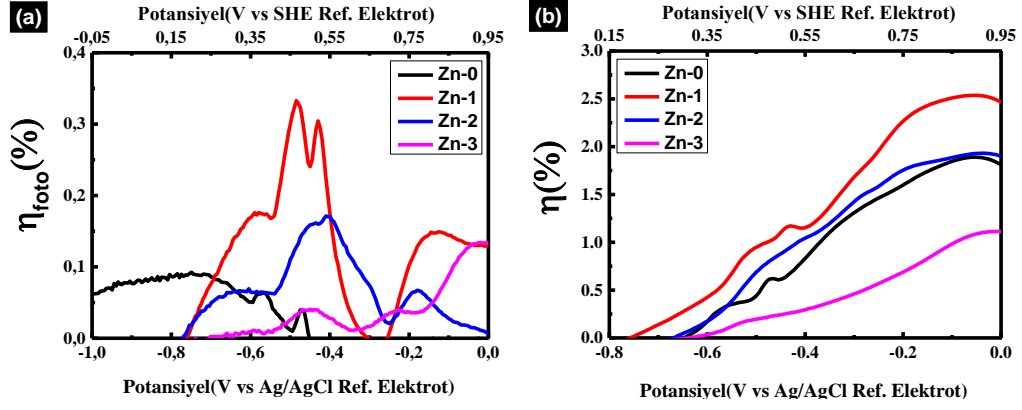 (a)
Potansiyel(V vs SHE Ref. Elektrot)
-0,05 0,15 0,35 0,55 0,75 0,95
0,4
0,3
0,2
0,1
0,0
ηfoto(%)
Zn-0
Zn-1
Zn-2
Zn-3
-1,0 -0,8 -0,6 -0,4 -0,2 0,0
Potansiyel(V vs Ag/AgCl Ref. Elektrot)
(b)
Potansiyel(V vs SHE Ref. Elektrot)
0.15 0.35 0.55 0.75 0.95
3.0
2.5
2.0
1.5
1.0
0.5
0.0
η(%)
Zn-0
Zn-1
Zn-2
Zn-3
-0.8 -0.6 -0.4 -0.2 0.0
Potansiyel(V vs Ag/AgCl Ref. Elektrot)